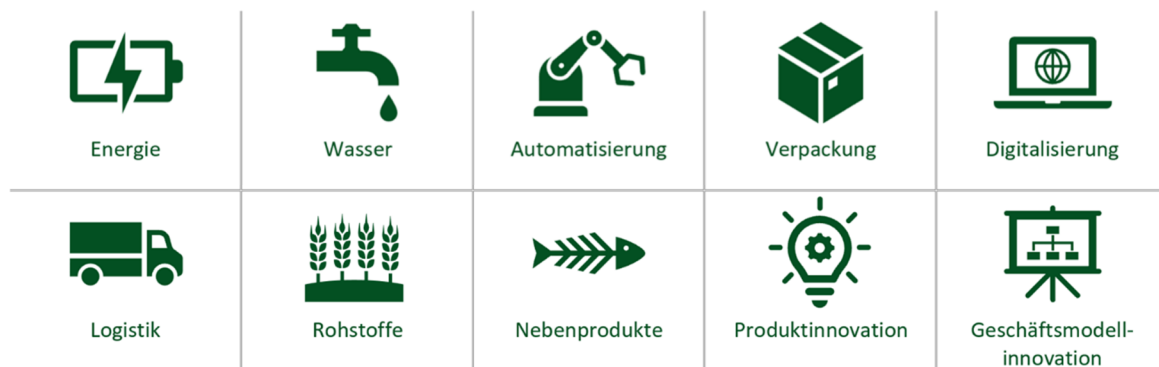 Energie
Wasser
Automatisierung
Verpackung
Digitalisierung
Logistik
Rohstoffe
Nebenprodukte
Produktinnovation
Geschäftsmodell-
innovation